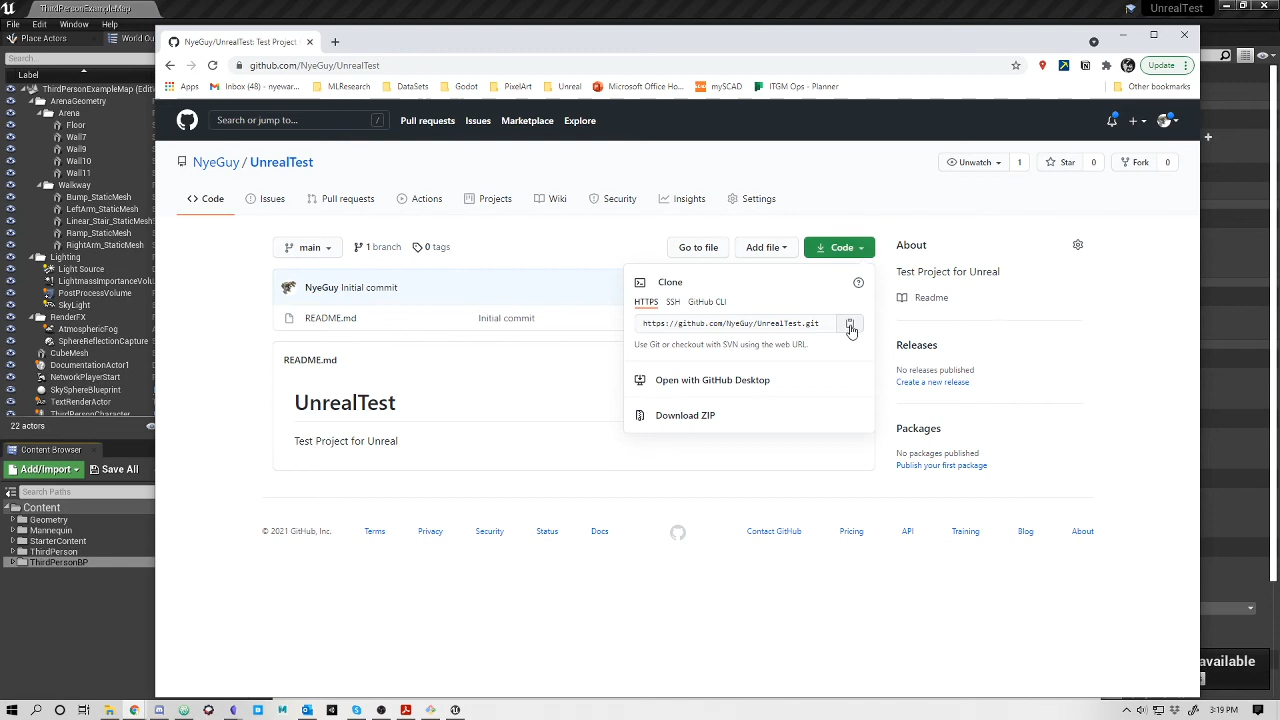 ThirdPersonExampleMap
UnrealTest
File Edit Window
Place Actors World Ou
Search...
Label
ThirdPersonExampleMap (Edit
ArenaGeometry
Arena
Floor
Wall7
Wall9
Wall10
Wall11
Walkway
Bump_StaticMesh
LeftArm_StaticMesh
Linear_Stair_StaticMesh
Ramp_StaticMesh
RightArm_StaticMesh
Lighting
Light Source
LightmassImportanceVolu
PostProcessVolume
SkyLight
RenderFX
AtmosphericFog
SphereReflectionCapture
CubeMesh
DocumentationActor1
NetworkPlayerStart
SkySphereBlueprint
TextRenderActor
ThirdPersonCharacter
22 actors
Content Browser
Add/Import Save All
Search Paths
Content
Geometry
Mannequin
StarterContent
ThirdPerson
ThirdPersonBP
NyeGuy/UnrealTest: Test Project
github.com/NyeGuy/UnrealTest
Update
Apps Inbox (48) - nyewar... MLResearch DataSets Godot PixelArt Unreal Microsoft Office Ho... mySCAD ITGM Ops - Planner Other bookmarks
Search or jump to... / Pull requests Issues Marketplace Explore
NyeGuy / UnrealTest
Unwatch 1 Star 0 Fork 0
Code Issues Pull requests Actions Projects Wiki Security Insights Settings
main 1 branch 0 tags Go to file Add file Code
NyeGuy Initial commit
README.md Initial commit
README.md
UnrealTest
Test Project for Unreal
Clone
HTTPS SSH GitHub CLI
https://github.com/NyeGuy/UnrealTest.git
Use Git or checkout with SVN using the web URL.
Open with GitHub Desktop
Download ZIP
About
Test Project for Unreal
Readme
Releases
No releases published
Create a new release
Packages
No packages published
Publish your first package
© 2021 GitHub, Inc. Terms Privacy Security Status Docs Contact GitHub Pricing API Training Blog About
available
3:19 PM